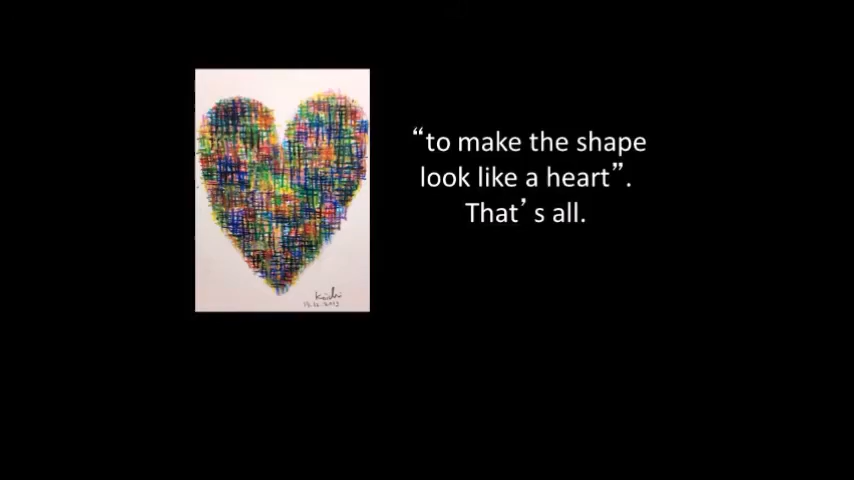 “to make the shape
look like a heart”.
That’s all.